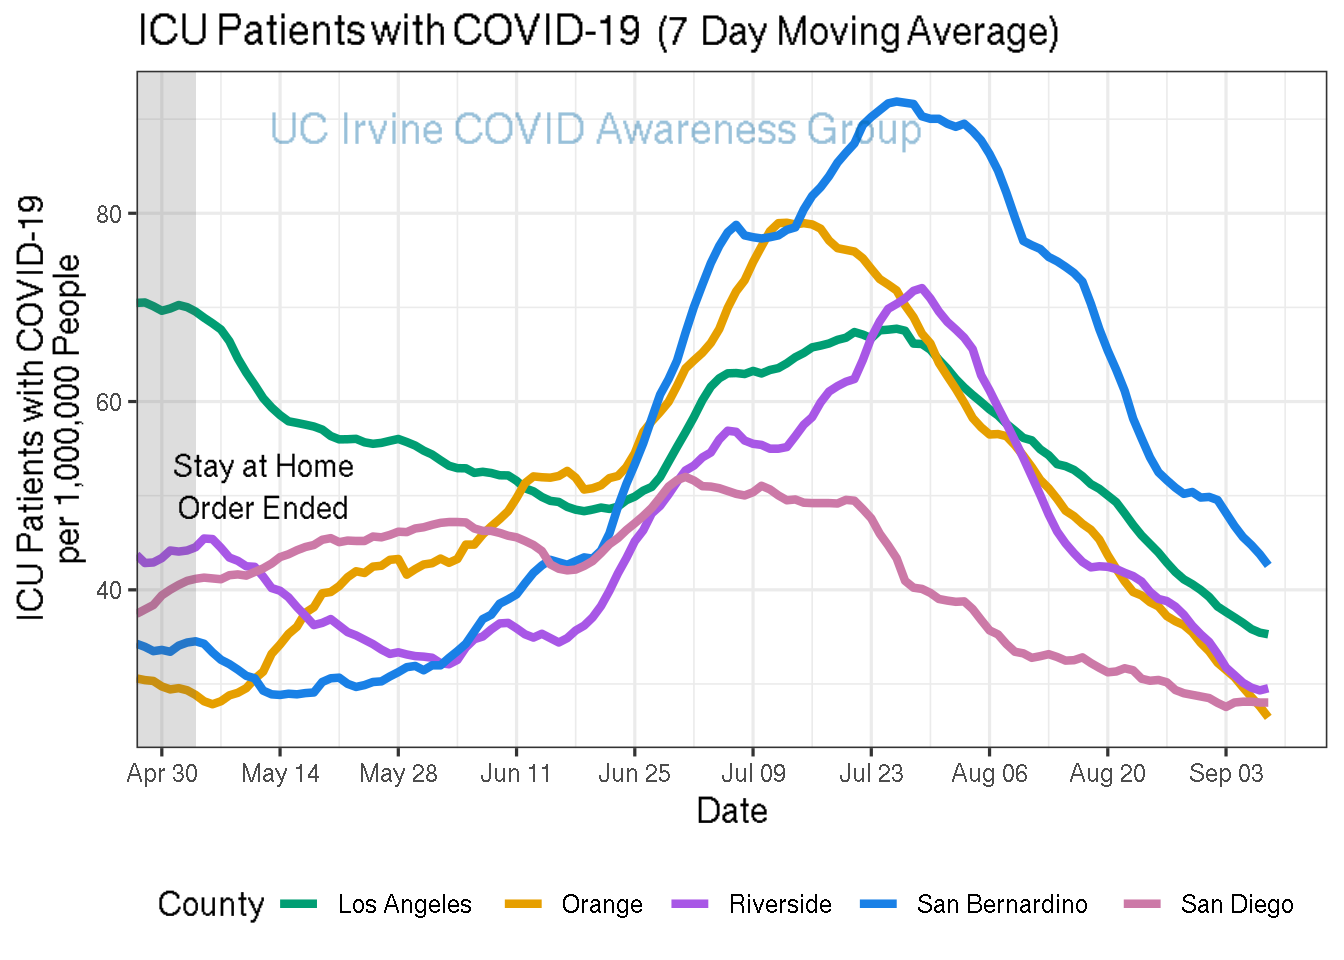 ICU Patients with COVID-19 (7 Day Moving Average)
UC Irvine COVID Awareness Group
ICU Patients with COVID-19
per 1,000,000 People
80
60
40
Stay at Home
Order Ended
Apr 30 May 14 May 28 Jun 11 Jun 25 Jul 09 Jul 23 Aug 06 Aug 20 Sep 03
Date
County Los Angeles Orange Riverside San Bernardino San Diego